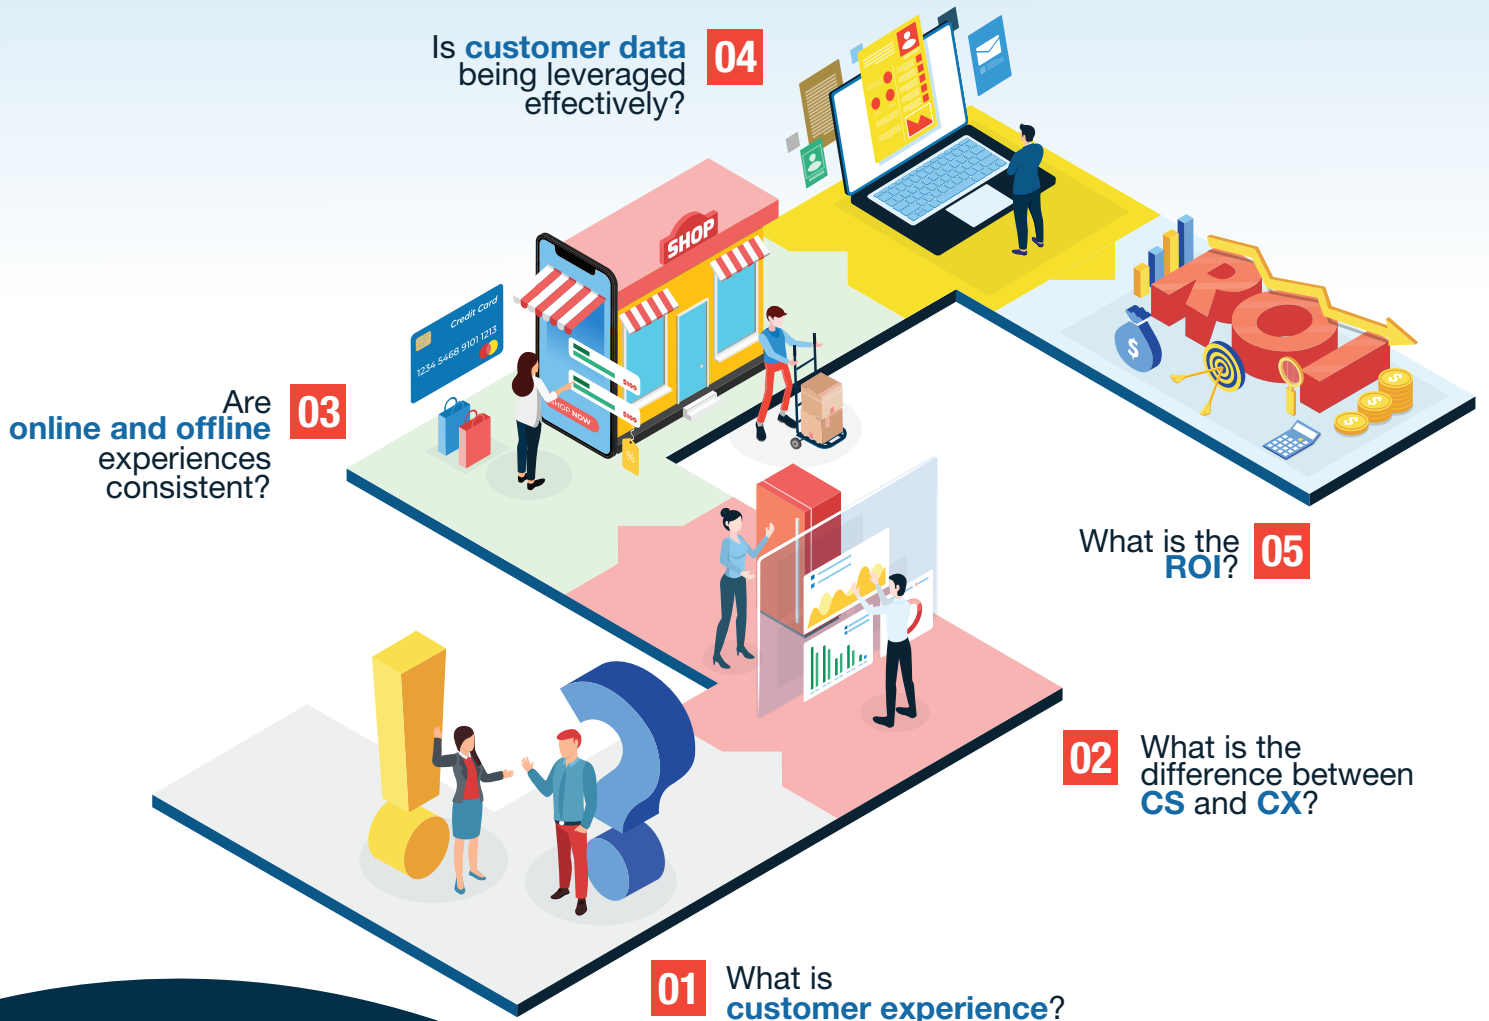 Is customer data
being leveraged
effectively?
04
SHOP
Credit Card
1234 5468 9101 1213
$100
$100
SHOP NOW
%
Are
online and offline
experiences
consistent?
03
ROI
$
$
$
$
What is the
ROI?
05
02
What is the
difference between
CS and CX?
!
?
01
What is
customer experience?